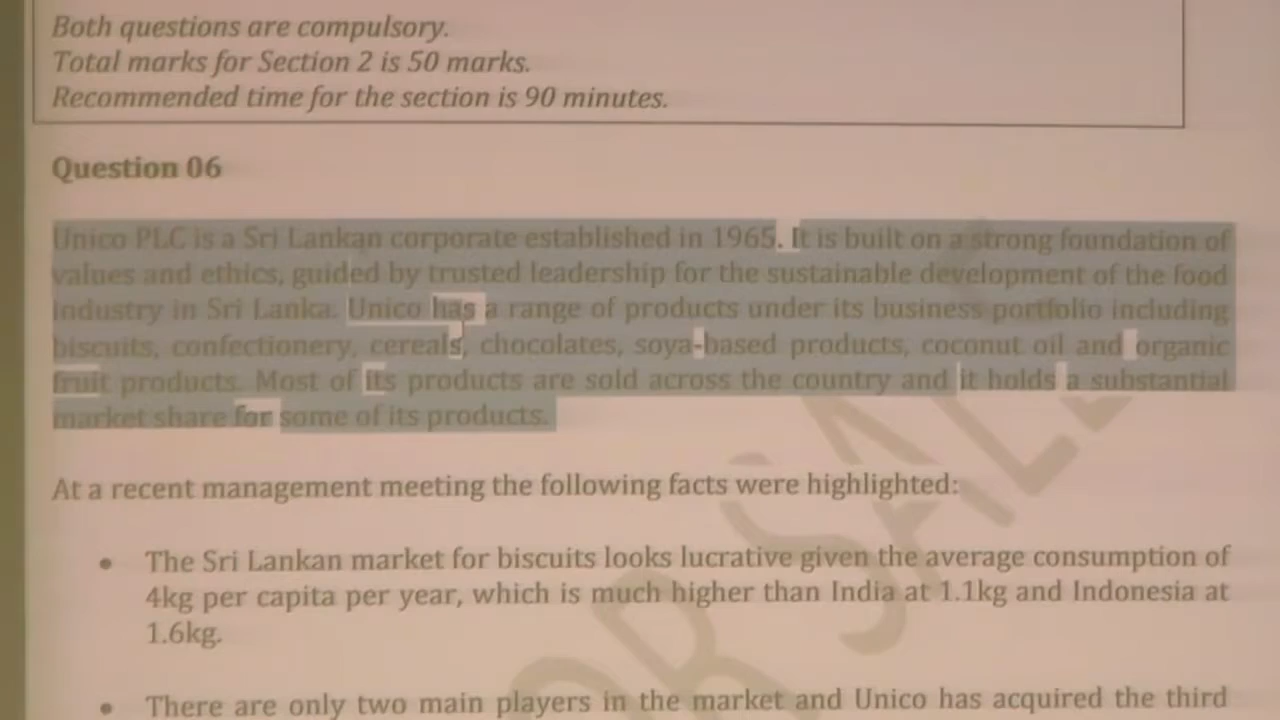 Both questions are compulsory.
Total marks for Section 2 is 50 marks.
Recommended time for the section is 90 minutes.
Question 06
Unico PLC is a Sri Lankan corporate established in 1965. It is built on a strong foundation of
values and ethics, guided by trusted leadership for the sustainable development of the food
industry in Sri Lanka. Unico has a range of products under its business portfolio including
biscuits, confectionery, cereals, chocolates, soya-based products, coconut oil and organic
fruit products. Most of its products are sold across the country and it holds a substantial
market share for some of its products.
At a recent management meeting the following facts were highlighted:
• The Sri Lankan market for biscuits looks lucrative given the average consumption of
4kg per capita per year, which is much higher than India at 1.1kg and Indonesia at
1.6kg.
• There are only two main players in the market and Unico has acquired the third
OR SALE